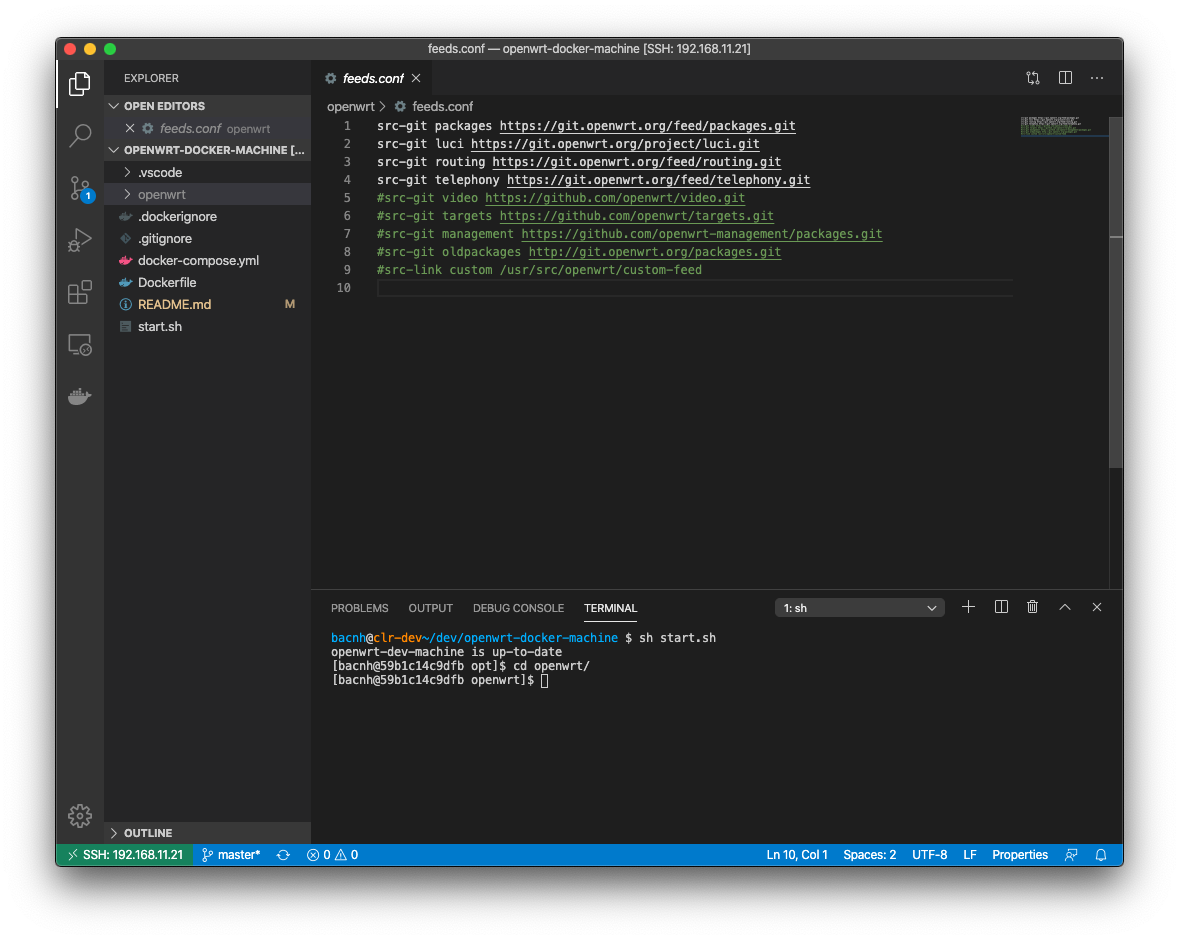 feeds.conf — openwrt-docker-machine [SSH: 192.168.11.21]
EXPLORER
OPEN EDITORS
feeds.conf openwrt
OPENWRT-DOCKER-MACHINE [...
.vscode
openwrt
.dockerignore
.gitignore
docker-compose.yml
Dockerfile
README.md M
start.sh
OUTLINE
1
feeds.conf
openwrt > feeds.conf
1 src-git packages https://git.openwrt.org/feed/packages.git
2 src-git luci https://git.openwrt.org/project/luci.git
3 src-git routing https://git.openwrt.org/feed/routing.git
4 src-git telephony https://git.openwrt.org/feed/telephony.git
5 #src-git video https://github.com/openwrt/video.git
6 #src-git targets https://github.com/openwrt/targets.git
7 #src-git management https://github.com/openwrt-management/packages.git
8 #src-git oldpackages http://git.openwrt.org/packages.git
9 #src-link custom /usr/src/openwrt/custom-feed
10
PROBLEMS OUTPUT DEBUG CONSOLE TERMINAL 1: sh
bacnh@clr-dev~/dev/openwrt-docker-machine $ sh start.sh
openwrt-dev-machine is up-to-date
[bacnh@59b1c14c9dfb opt]$ cd openwrt/
[bacnh@59b1c14c9dfb openwrt]$
SSH: 192.168.11.21 master* 0 0 Ln 10, Col 1 Spaces: 2 UTF-8 LF Properties